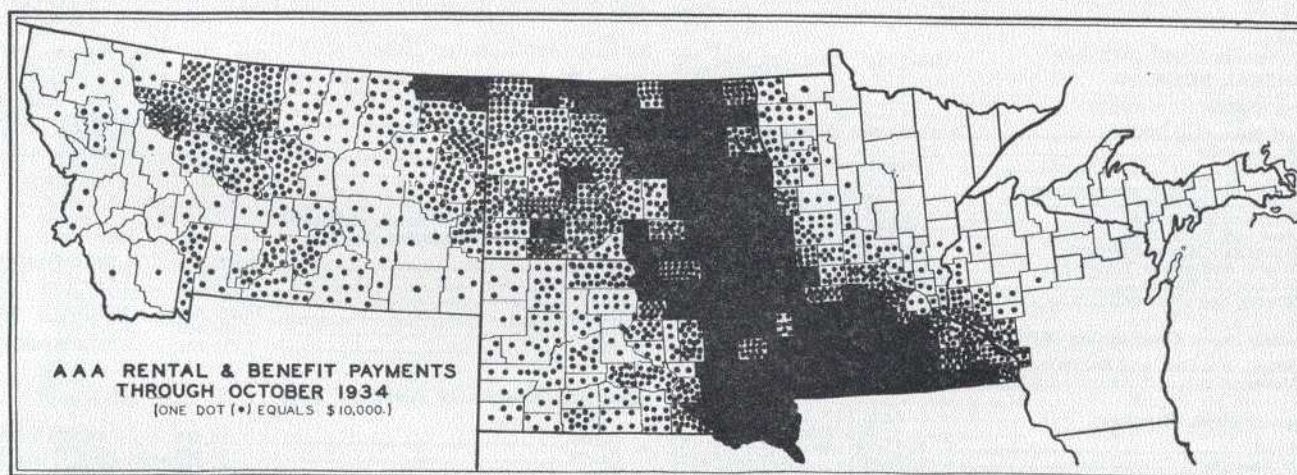 AAA RENTAL & BENEFIT PAYMENTS
THROUGH OCTOBER 1934
(ONE DOT (•) EQUALS $10,000.)